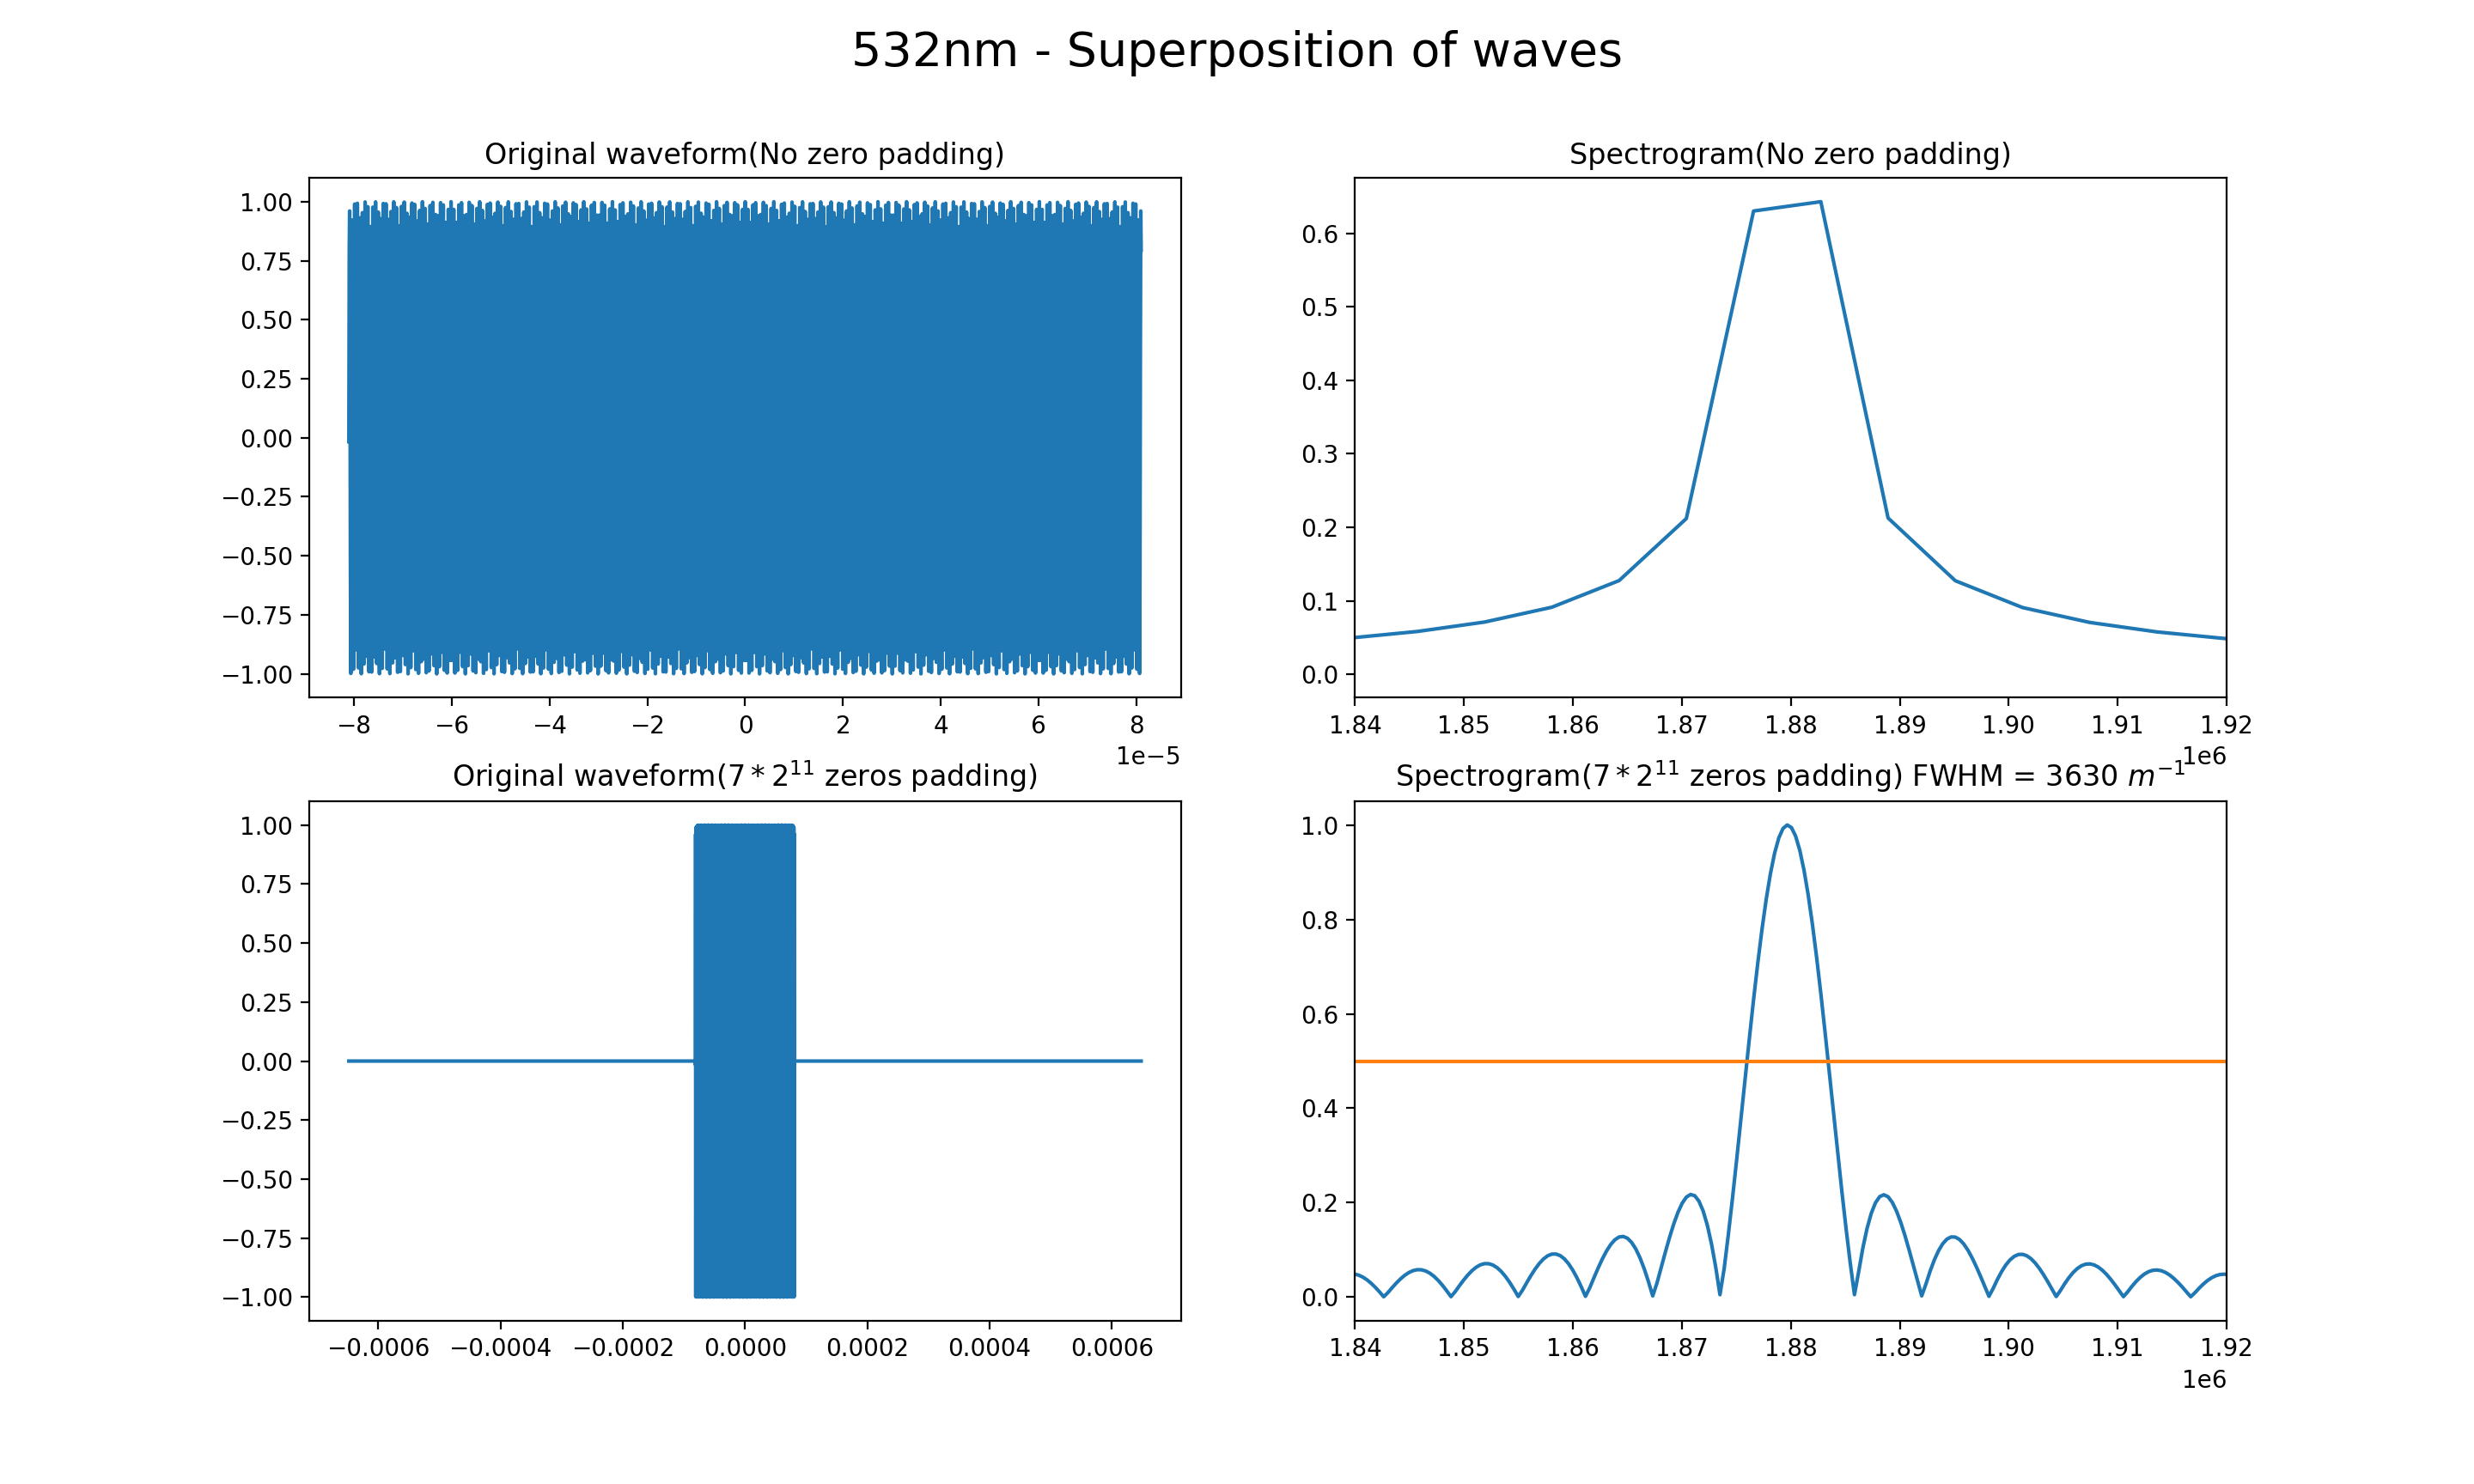 532nm - Superposition of waves
Original waveform(No zero padding)
1.00
0.75
0.50
0.25
0.00
−0.25
−0.50
−0.75
−1.00
−8 −6 −4 −2 0 2 4 6 8
1e−5
Spectrogram(No zero padding)
0.6
0.5
0.4
0.3
0.2
0.1
0.0
1.84 1.85 1.86 1.87 1.88 1.89 1.90 1.91 1.92
1e6
Original waveform(7 * 2¹¹ zeros padding)
1.00
0.75
0.50
0.25
0.00
−0.25
−0.50
−0.75
−1.00
−0.0006 −0.0004 −0.0002 0.0000 0.0002 0.0004 0.0006
Spectrogram(7 * 2¹¹ zeros padding) FWHM = 3630 m⁻¹
1.0
0.8
0.6
0.4
0.2
0.0
1.84 1.85 1.86 1.87 1.88 1.89 1.90 1.91 1.92
1e6